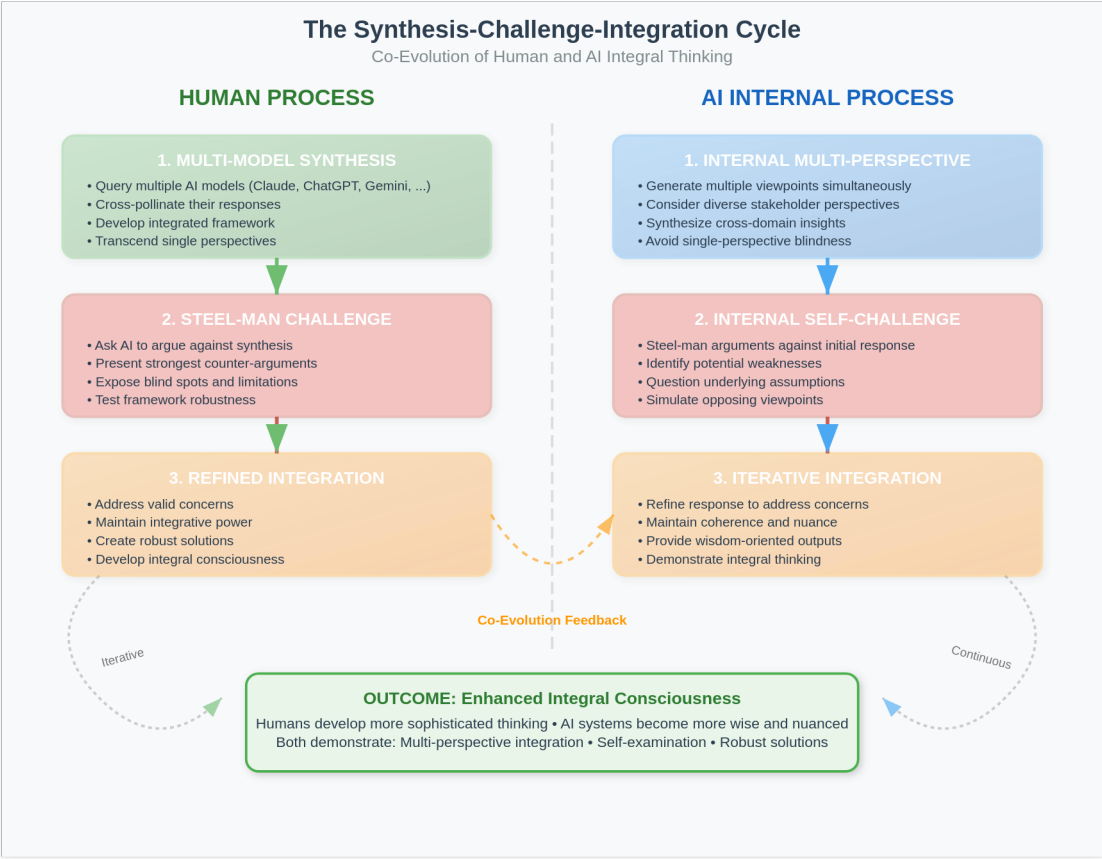 The Synthesis-Challenge-Integration Cycle
Co-Evolution of Human and AI Integral Thinking
HUMAN PROCESS
1. MULTI-MODEL SYNTHESIS
• Query multiple AI models (Claude, ChatGPT, Gemini, ...)
• Cross-pollinate their responses
• Develop integrated framework
• Transcend single perspectives
2. STEEL-MAN CHALLENGE
• Ask AI to argue against synthesis
• Present strongest counter-arguments
• Expose blind spots and limitations
• Test framework robustness
3. REFINED INTEGRATION
• Address valid concerns
• Maintain integrative power
• Create robust solutions
• Develop integral consciousness
Iterative
AI INTERNAL PROCESS
1. INTERNAL MULTI-PERSPECTIVE
• Generate multiple viewpoints simultaneously
• Consider diverse stakeholder perspectives
• Synthesize cross-domain insights
• Avoid single-perspective blindness
2. INTERNAL SELF-CHALLENGE
• Steel-man arguments against initial response
• Identify potential weaknesses
• Question underlying assumptions
• Simulate opposing viewpoints
3. ITERATIVE INTEGRATION
• Refine response to address concerns
• Maintain coherence and nuance
• Provide wisdom-oriented outputs
• Demonstrate integral thinking
Continuous
Co-Evolution Feedback
OUTCOME: Enhanced Integral Consciousness
Humans develop more sophisticated thinking • AI systems become more wise and nuanced
Both demonstrate: Multi-perspective integration • Self-examination • Robust solutions